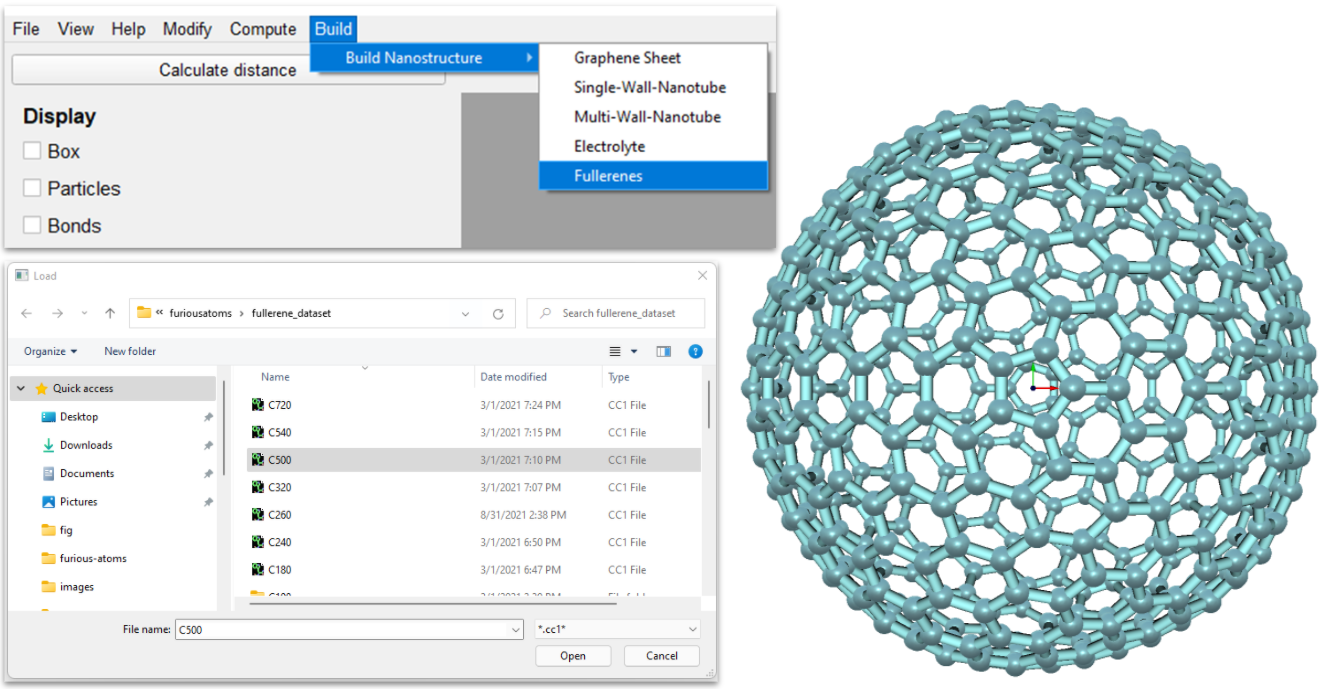 File View Help Modify Compute Build
Build Nanostructure
Graphene Sheet
Calculate distance
Single-Wall-Nanotube
Multi-Wall-Nanotube
Electrolyte
Fullerenes
Display
Box
Particles
Bonds
Load
« furiousatoms › fullerene_dataset
Search fullerene_dataset
Organize New folder
?
Name Date modified Type
Quick access
Desktop
Downloads
Documents
Pictures
fig
furious-atoms
images
C720 3/1/2021 7:24 PM CC1 File
C540 3/1/2021 7:15 PM CC1 File
C500 3/1/2021 7:10 PM CC1 File
C320 3/1/2021 7:07 PM CC1 File
C260 8/31/2021 2:38 PM CC1 File
C240 3/1/2021 6:50 PM CC1 File
C180 3/1/2021 6:47 PM CC1 File
File name: C500 *.cc1*
Open Cancel